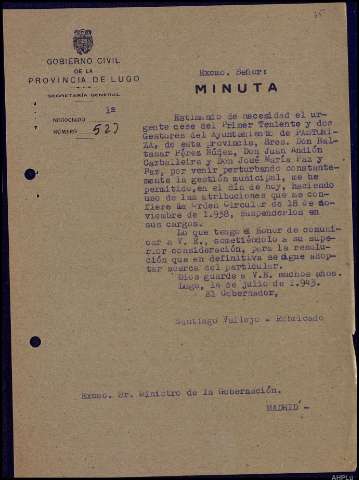 35
GOBIERNO CIVIL
DE LA
PROVINCIA DE LUGO
SECRETARÍA GENERAL
NEGOCIADO 1º
NÚMERO 527
Excmo. Señor:
MINUTA
Estimando de necesidad el ur-
gente cese del Primer Teniente y dos
Gestores del Ayuntamiento de PASTORI-
ZA, de esta provincia, Sres. Don Bal-
tasar Pérez Núñez, Don Juan Andión
Carballeira y Don José María Paz y
Paz, por venir perturbando constante-
mente la gestión municipal, me he
permitido, en el día de hoy, haciendo
uso de las atribuciones que me con-
fiere la Orden Circular de 18 de no-
viembre de 1.938, suspenderlos en
sus cargos.
Lo que tengo el honor de comuni-
car a V. E., sometiéndolo a su supe-
rior consideración, para la resolu-
ción que en definitiva se digne adop-
tar acerca del particular.
Dios guarde a V.E. muchos años.
Lugo, 14 de julio de 1.943.
El Gobernador,
Santiago Vallejo - Rubricado
Excmo. Sr. Ministro de la Gobernación.
MADRID -
AHPLu